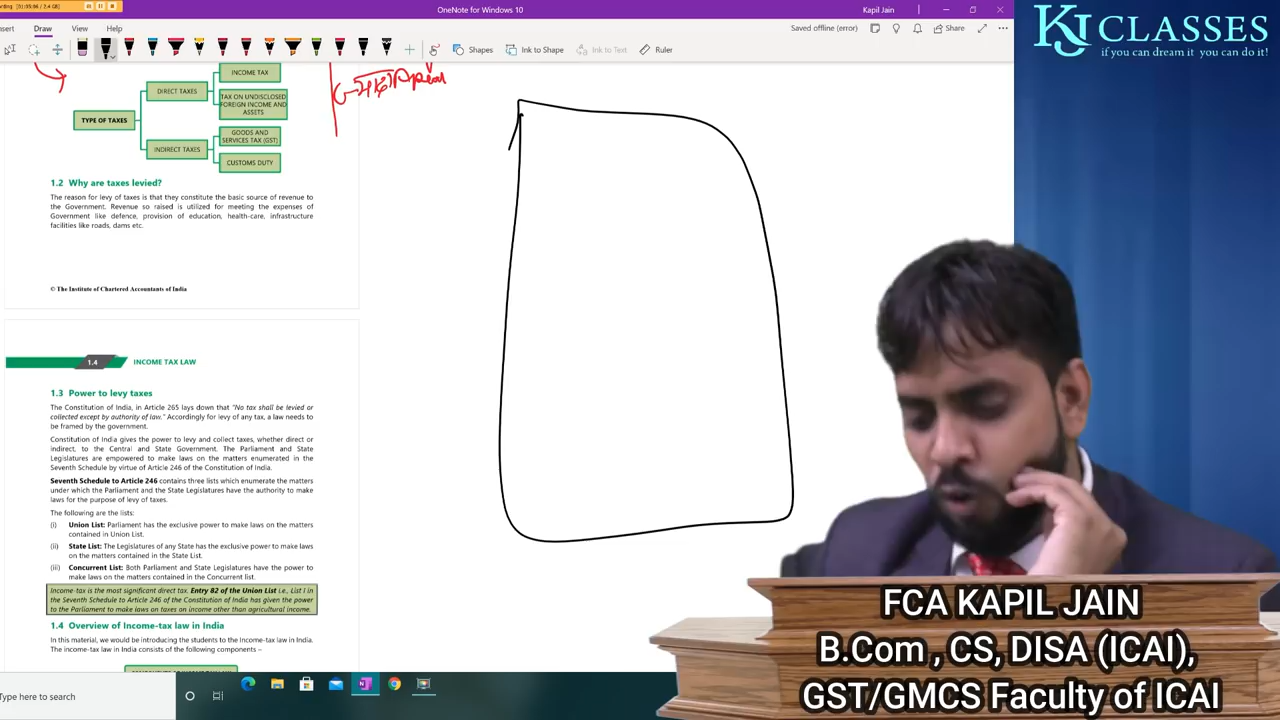 OneNote for Windows 10
Kapil Jain
nsert
Draw
View
Help
Saved offline (error)
Share
Shapes
Ink to Shape
Ink to Text
Ruler
KJ CLASSES
if you can dream it you can do it!
TYPE OF TAXES
DIRECT TAXES
INCOME TAX
TAX ON UNDISCLOSED
FOREIGN INCOME AND
ASSETS
INDIRECT TAXES
GOODS AND
SERVICES TAX (GST)
CUSTOMS DUTY
1.2 Why are taxes levied?
The reason for levy of taxes is that they constitute the basic source of revenue to
the Government. Revenue so raised is utilized for meeting the expenses of
Government like defence, provision of education, health-care, infrastructure
facilities like roads, dams etc.
© The Institute of Chartered Accountants of India
1.4 INCOME TAX LAW
1.3 Power to levy taxes
The Constitution of India, in Article 265 lays down that "No tax shall be levied or
collected except by authority of law." Accordingly for levy of any tax, a law needs to
be framed by the government.
Constitution of India gives the power to levy and collect taxes, whether direct or
indirect, to the Central and State Government. The Parliament and State
Legislatures are empowered to make laws on the matters enumerated in the
Seventh Schedule by virtue of Article 246 of the Constitution of India.
Seventh Schedule to Article 246 contains three lists which enumerate the matters
under which the Parliament and the State Legislatures have the authority to make
laws for the purpose of levy of taxes.
The following are the lists:
(i) Union List: Parliament has the exclusive power to make laws on the matters
contained in Union List.
(ii) State List: The Legislatures of any State has the exclusive power to make laws
on the matters contained in the State List.
(iii) Concurrent List: Both Parliament and State Legislatures have the power to
make laws on the matters contained in the Concurrent list.
Income-tax is the most significant direct tax. Entry 82 of the Union List i.e., List I in
the Seventh Schedule to Article 246 of the Constitution of India has given the power
to the Parliament to make laws on taxes on income other than agricultural income.
1.4 Overview of Income-tax law in India
In this material, we would be introducing the students to the Income-tax law in India.
The income-tax law in India consists of the following components –
Type here to search
FCA KAPIL JAIN
B.Com , CS, DISA (ICAI),
GST/GMCS Faculty of ICAI